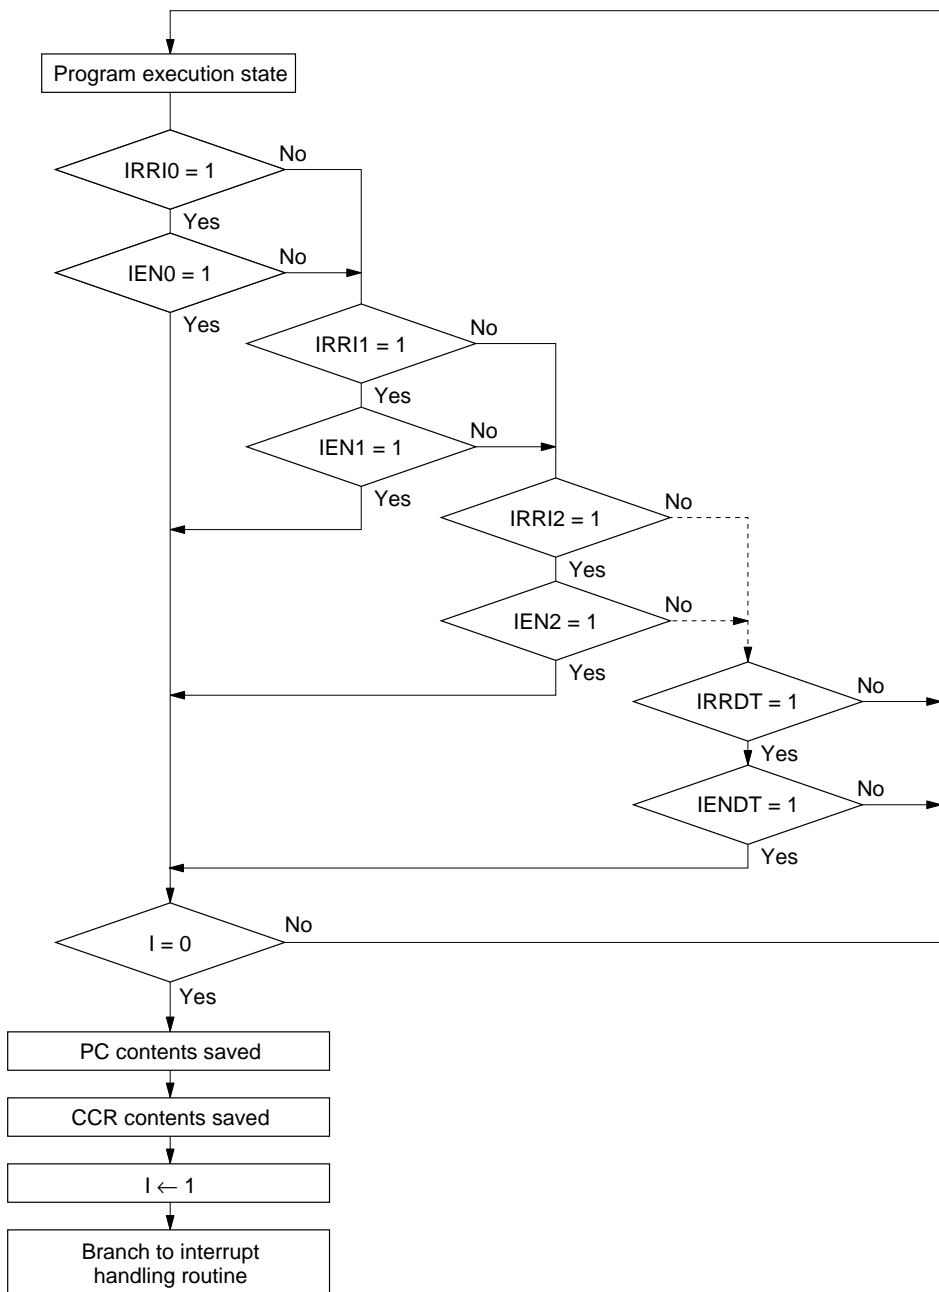 Program execution state
IRRI0 = 1
No
Yes
IEN0 = 1
No
Yes
IRRI1 = 1
No
Yes
IEN1 = 1
No
Yes
IRRI2 = 1
No
Yes
IEN2 = 1
No
Yes
IRRDT = 1
No
Yes
IENDT = 1
No
Yes
I = 0
No
Yes
PC contents saved
CCR contents saved
I ← 1
Branch to interrupt
handling routine